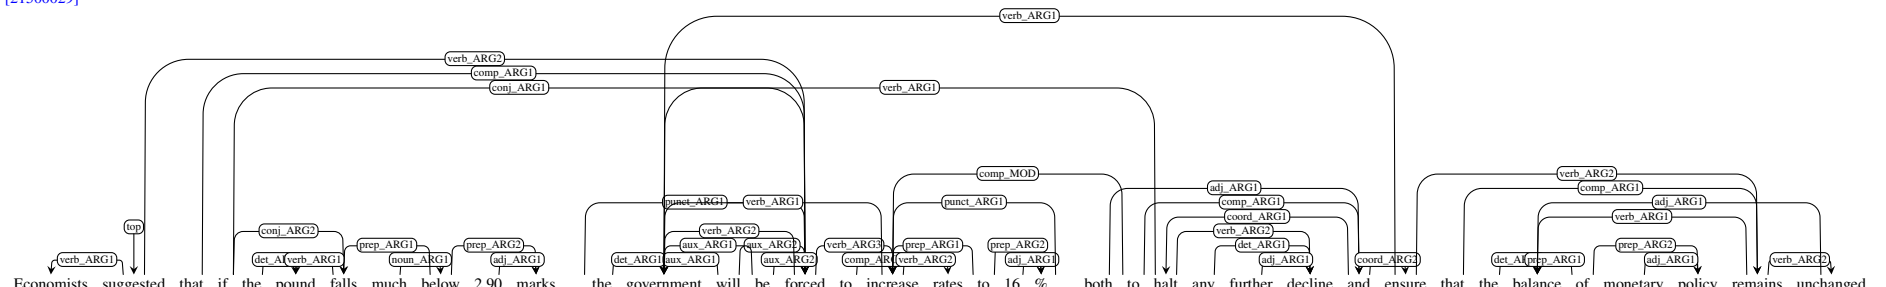 [21500029]
verb_ARG1
verb_ARG2
comp_ARG1
conj_ARG1 verb_ARG1
comp_MOD verb_ARG2
adj_ARG1 comp_ARG1
punct_ARG1 verb_ARG1 punct_ARG1 comp_ARG1 adj_ARG1
coord_ARG1 verb_ARG1
top conj_ARG2 verb_ARG2 verb_ARG2
prep_ARG1 prep_ARG2 aux_ARG1 aux_ARG2 verb_ARG3 prep_ARG1 prep_ARG2 det_ARG1 prep_ARG2
verb_ARG1 verb_ARG1 noun_ARG1 adj_ARG1 det_ARG1 aux_ARG1 aux_ARG2 verb_ARG2 adj_ARG1 adj_ARG1 coord_ARG2 prep_ARG1 adj_ARG1 verb_ARG2
Economists suggested that if the pound falls much below 2.90 marks the government will be forced to increase rates to 16 % both to halt any further decline and ensure that the balance of monetary policy remains unchanged